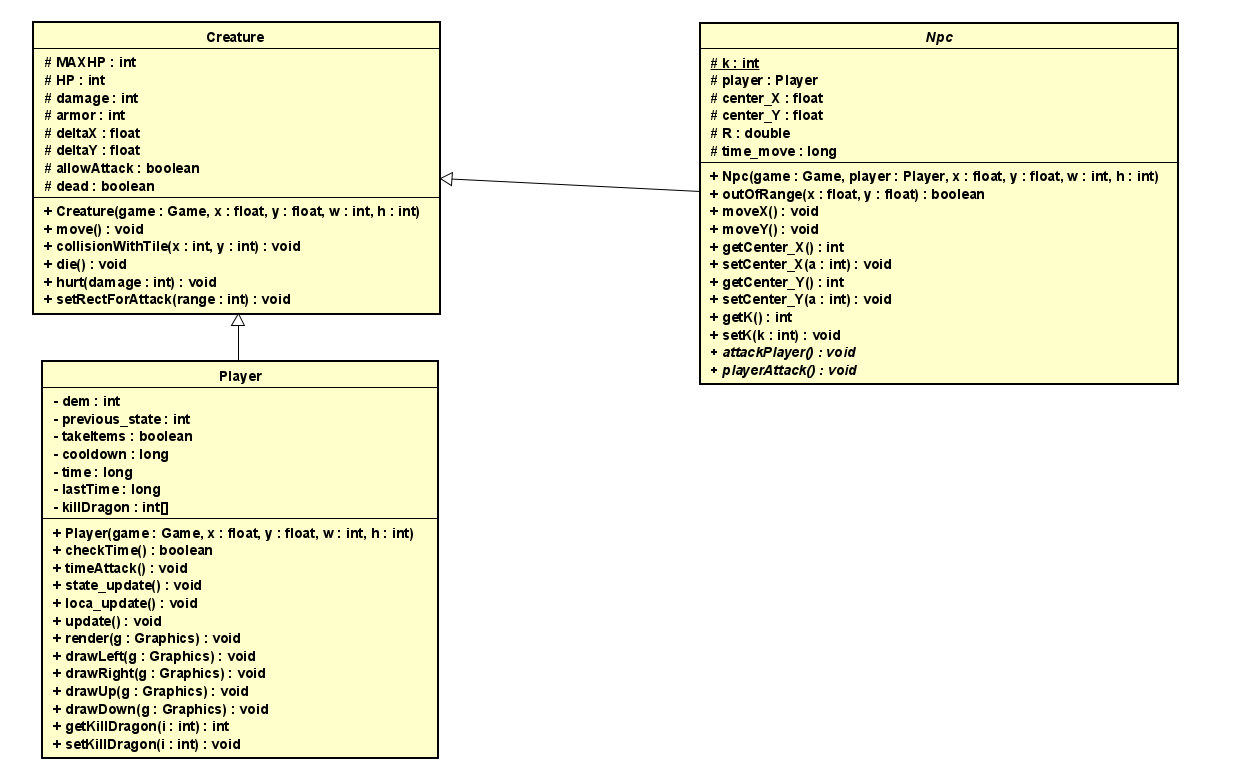 Creature
# MAXHP : int
# HP : int
# damage : int
# armor : int
# deltaX : float
# deltaY : float
# allowAttack : boolean
# dead : boolean
+ Creature(game : Game, x : float, y : float, w : int, h : int)
+ move() : void
+ collisionWithTile(x : int, y : int) : void
+ die() : void
+ hurt(damage : int) : void
+ setRectForAttack(range : int) : void
Npc
# k : int
# player : Player
# center_X : float
# center_Y : float
# R : double
# time_move : long
+ Npc(game : Game, player : Player, x : float, y : float, w : int, h : int)
+ outOfRange(x : float, y : float) : boolean
+ moveX() : void
+ moveY() : void
+ getCenter_X() : int
+ setCenter_X(a : int) : void
+ getCenter_Y() : int
+ setCenter_Y(a : int) : void
+ getK() : int
+ setK(k : int) : void
+ attackPlayer() : void
+ playerAttack() : void
Player
- dem : int
- previous_state : int
- takeItems : boolean
- cooldown : long
- time : long
- lastTime : long
- killDragon : int[]
+ Player(game : Game, x : float, y : float, w : int, h : int)
+ checkTime() : boolean
+ timeAttack() : void
+ state_update() : void
+ loca_update() : void
+ update() : void
+ render(g : Graphics) : void
+ drawLeft(g : Graphics) : void
+ drawRight(g : Graphics) : void
+ drawUp(g : Graphics) : void
+ drawDown(g : Graphics) : void
+ getKillDragon(i : int) : int
+ setKillDragon(i : int) : void